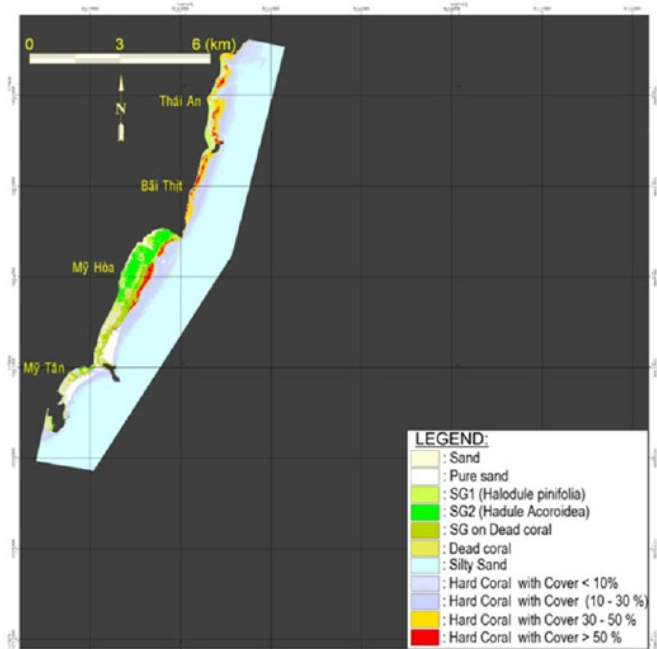 0 3 6 (km)
N
Thái An
Bãi Thịt
Mỹ Hòa
Mỹ Tân
LEGEND:
: Sand
: Pure sand
: SG1 (Halodule pinifolia)
: SG2 (Hadule Acoroidea)
: SG on Dead coral
: Dead coral
: Silty Sand
: Hard Coral with Cover < 10%
: Hard Coral with Cover (10 - 30 %)
: Hard Coral with Cover 30 - 50 %
: Hard Coral with Cover > 50 %